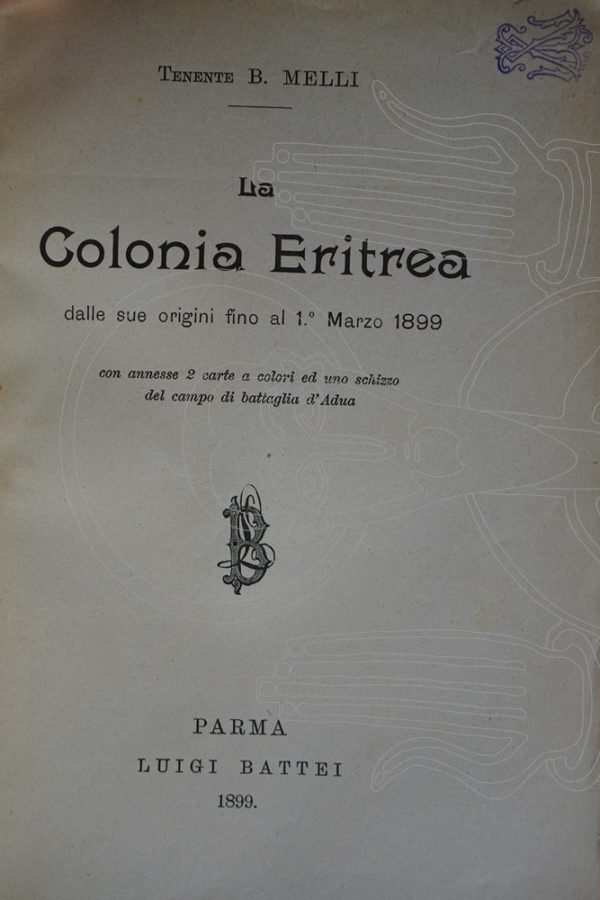 Tenente B. MELLI
La
Colonia Eritrea
dalle sue origini fino al 1.º Marzo 1899
con annesse 2 carte a colori ed uno schizzo
del campo di battaglia d'Adua
PARMA
LUIGI BATTEI
1899.